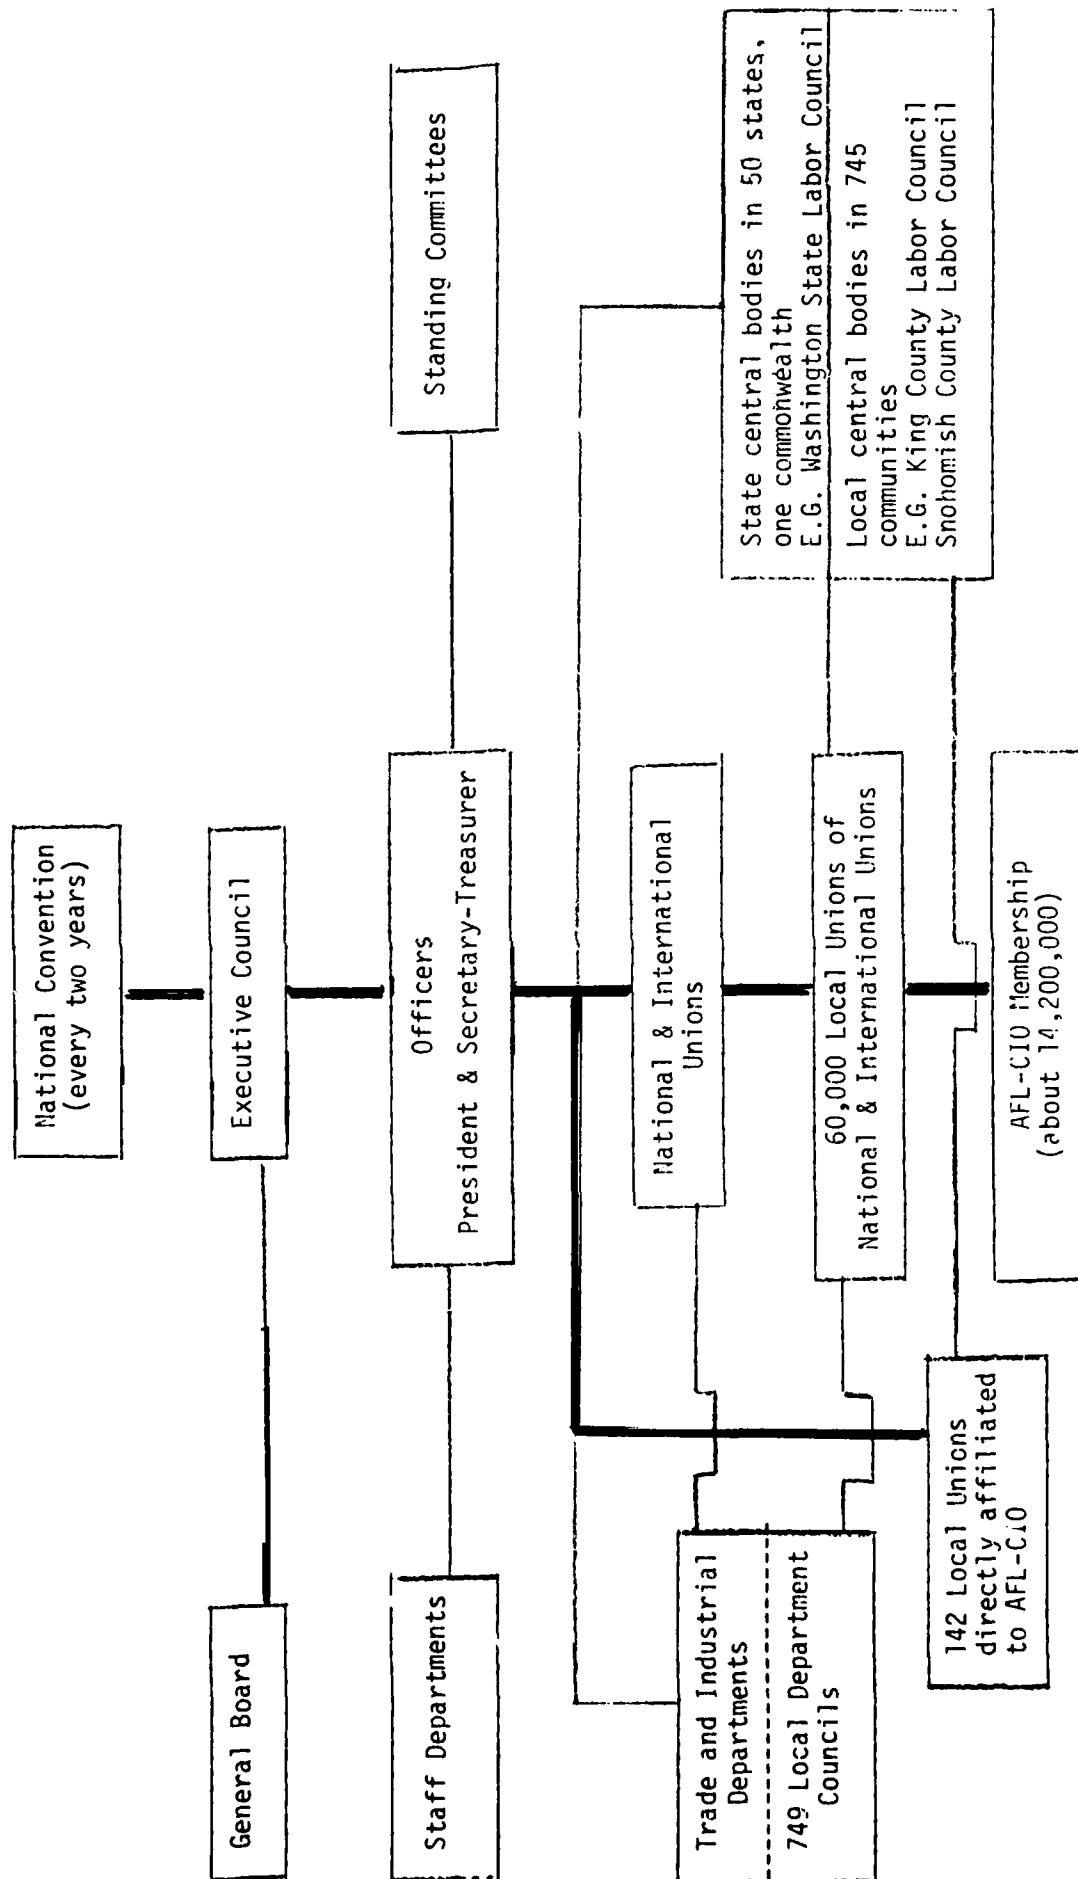 National Convention
(every two years)
General Board
Executive Council
Staff Departments
Officers
President & Secretary-Treasurer
Standing Committees
Trade and Industrial
Departments
749 Local Department
Councils
National & International
Unions
State central bodies in 50 states,
one commonwealth
E.G. Washington State Labor Council
Local central bodies in 745
communities
E.G. King County Labor Council
Snohomish County Labor Council
60,000 Local Unions of
National & International Unions
142 Local Unions
directly affiliated
to AFL-CIO
AFL-CIO Membership
(about 14,200,000)